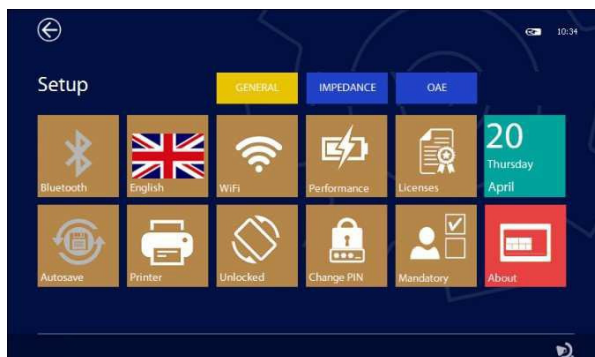 10:34
Setup
GENERAL
IMPEDANCE
OAE
Bluetooth
English
WiFi
Performance
Licenses
20
Thursday
April
Autosave
Printer
Unlocked
Change PIN
Mandatory
About